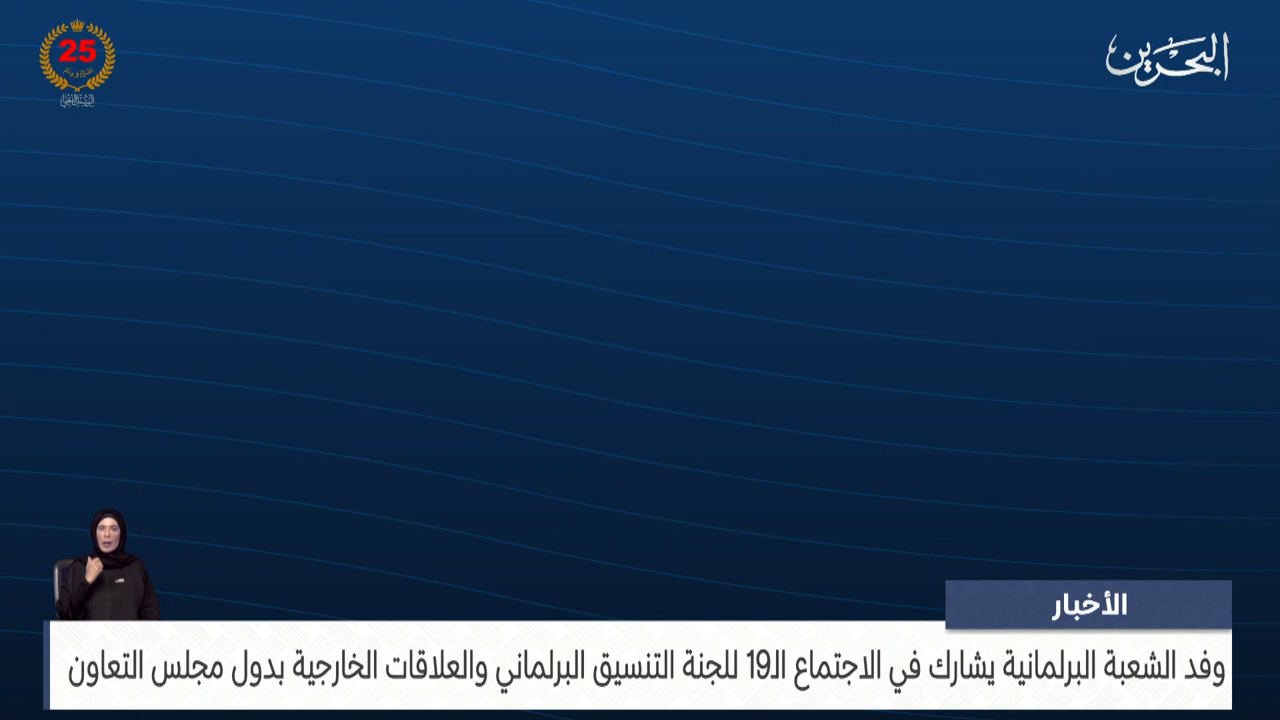 البحرين
25
الأخبار
وفد الشعبة البرلمانية يشارك في الاجتماع الـ19 للجنة التنسيق البرلماني والعلاقات الخارجية بدول مجلس التعاون